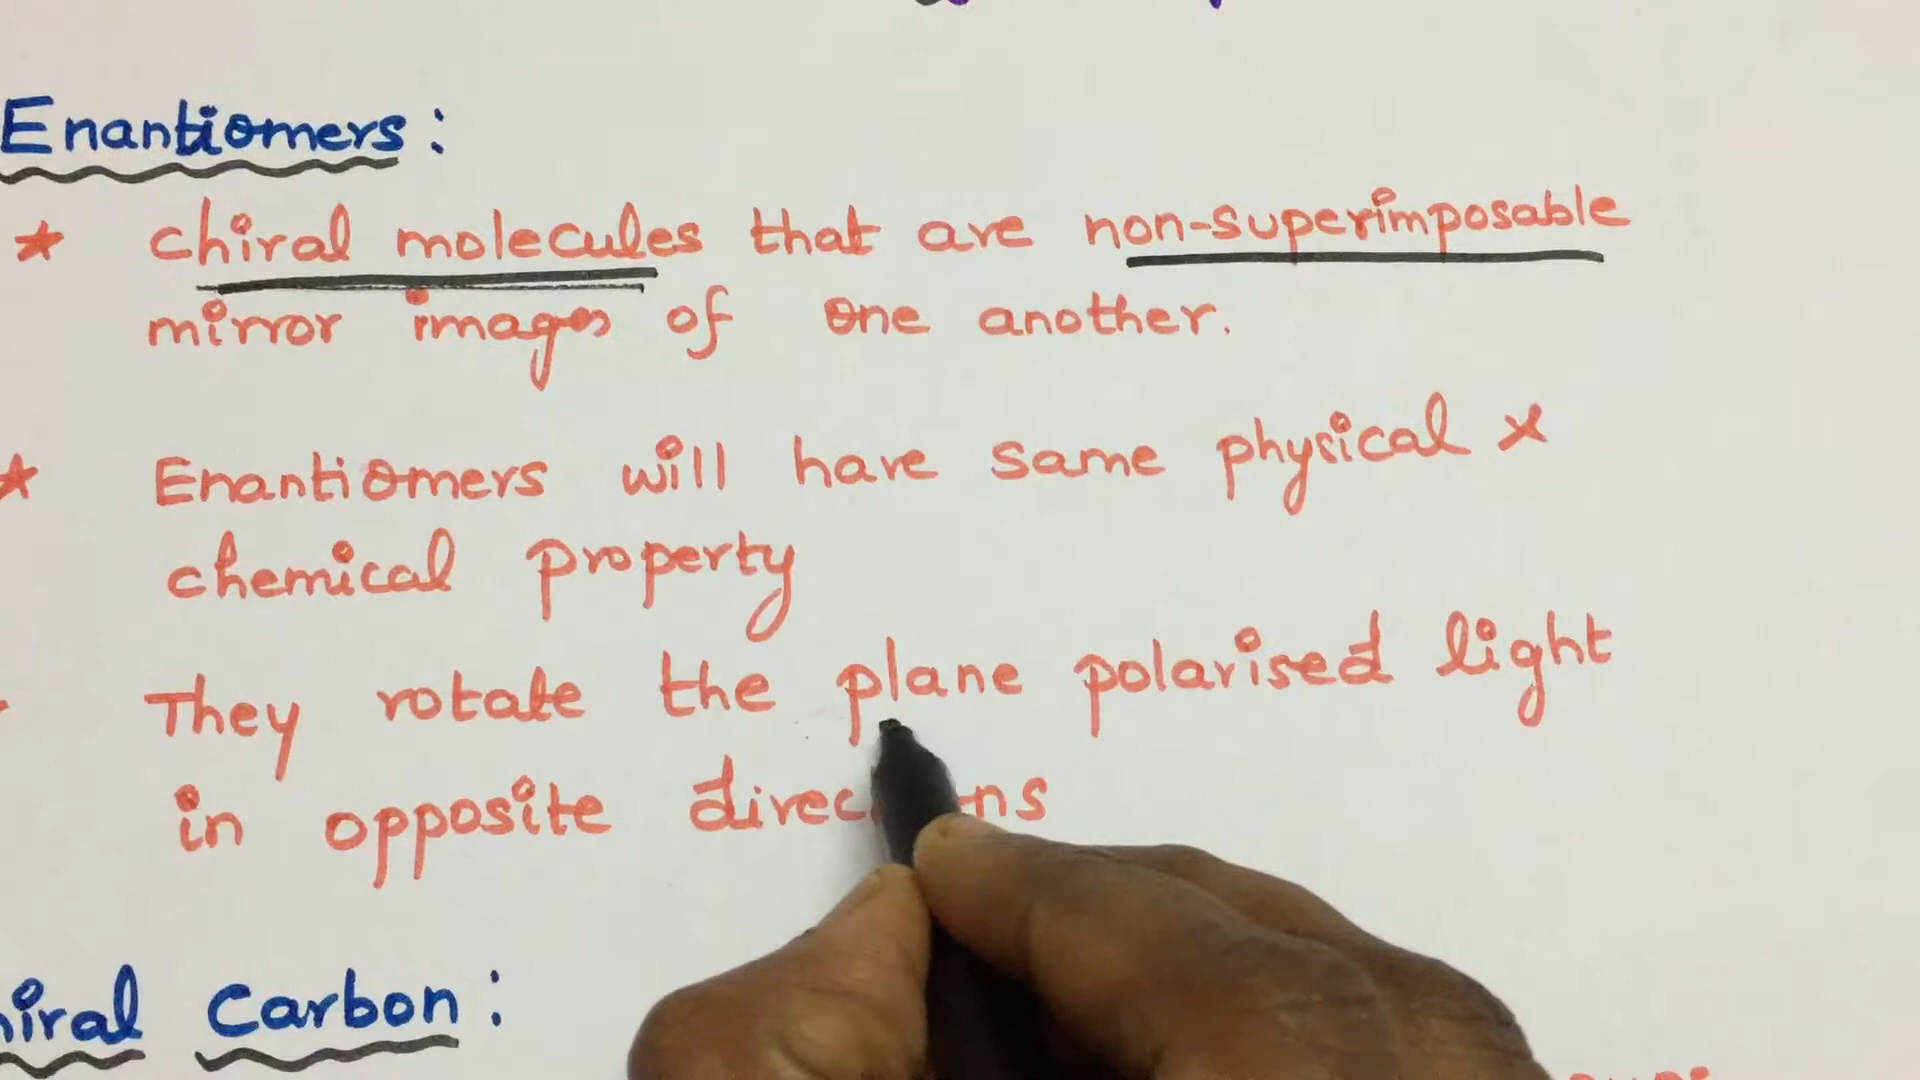 Enantiomers:
★ chiral molecules that are non-superimposable
mirror images of one another.
★ Enantiomers will have same physical &
chemical property
They rotate the plane polarised light
in opposite directions
Carbon: